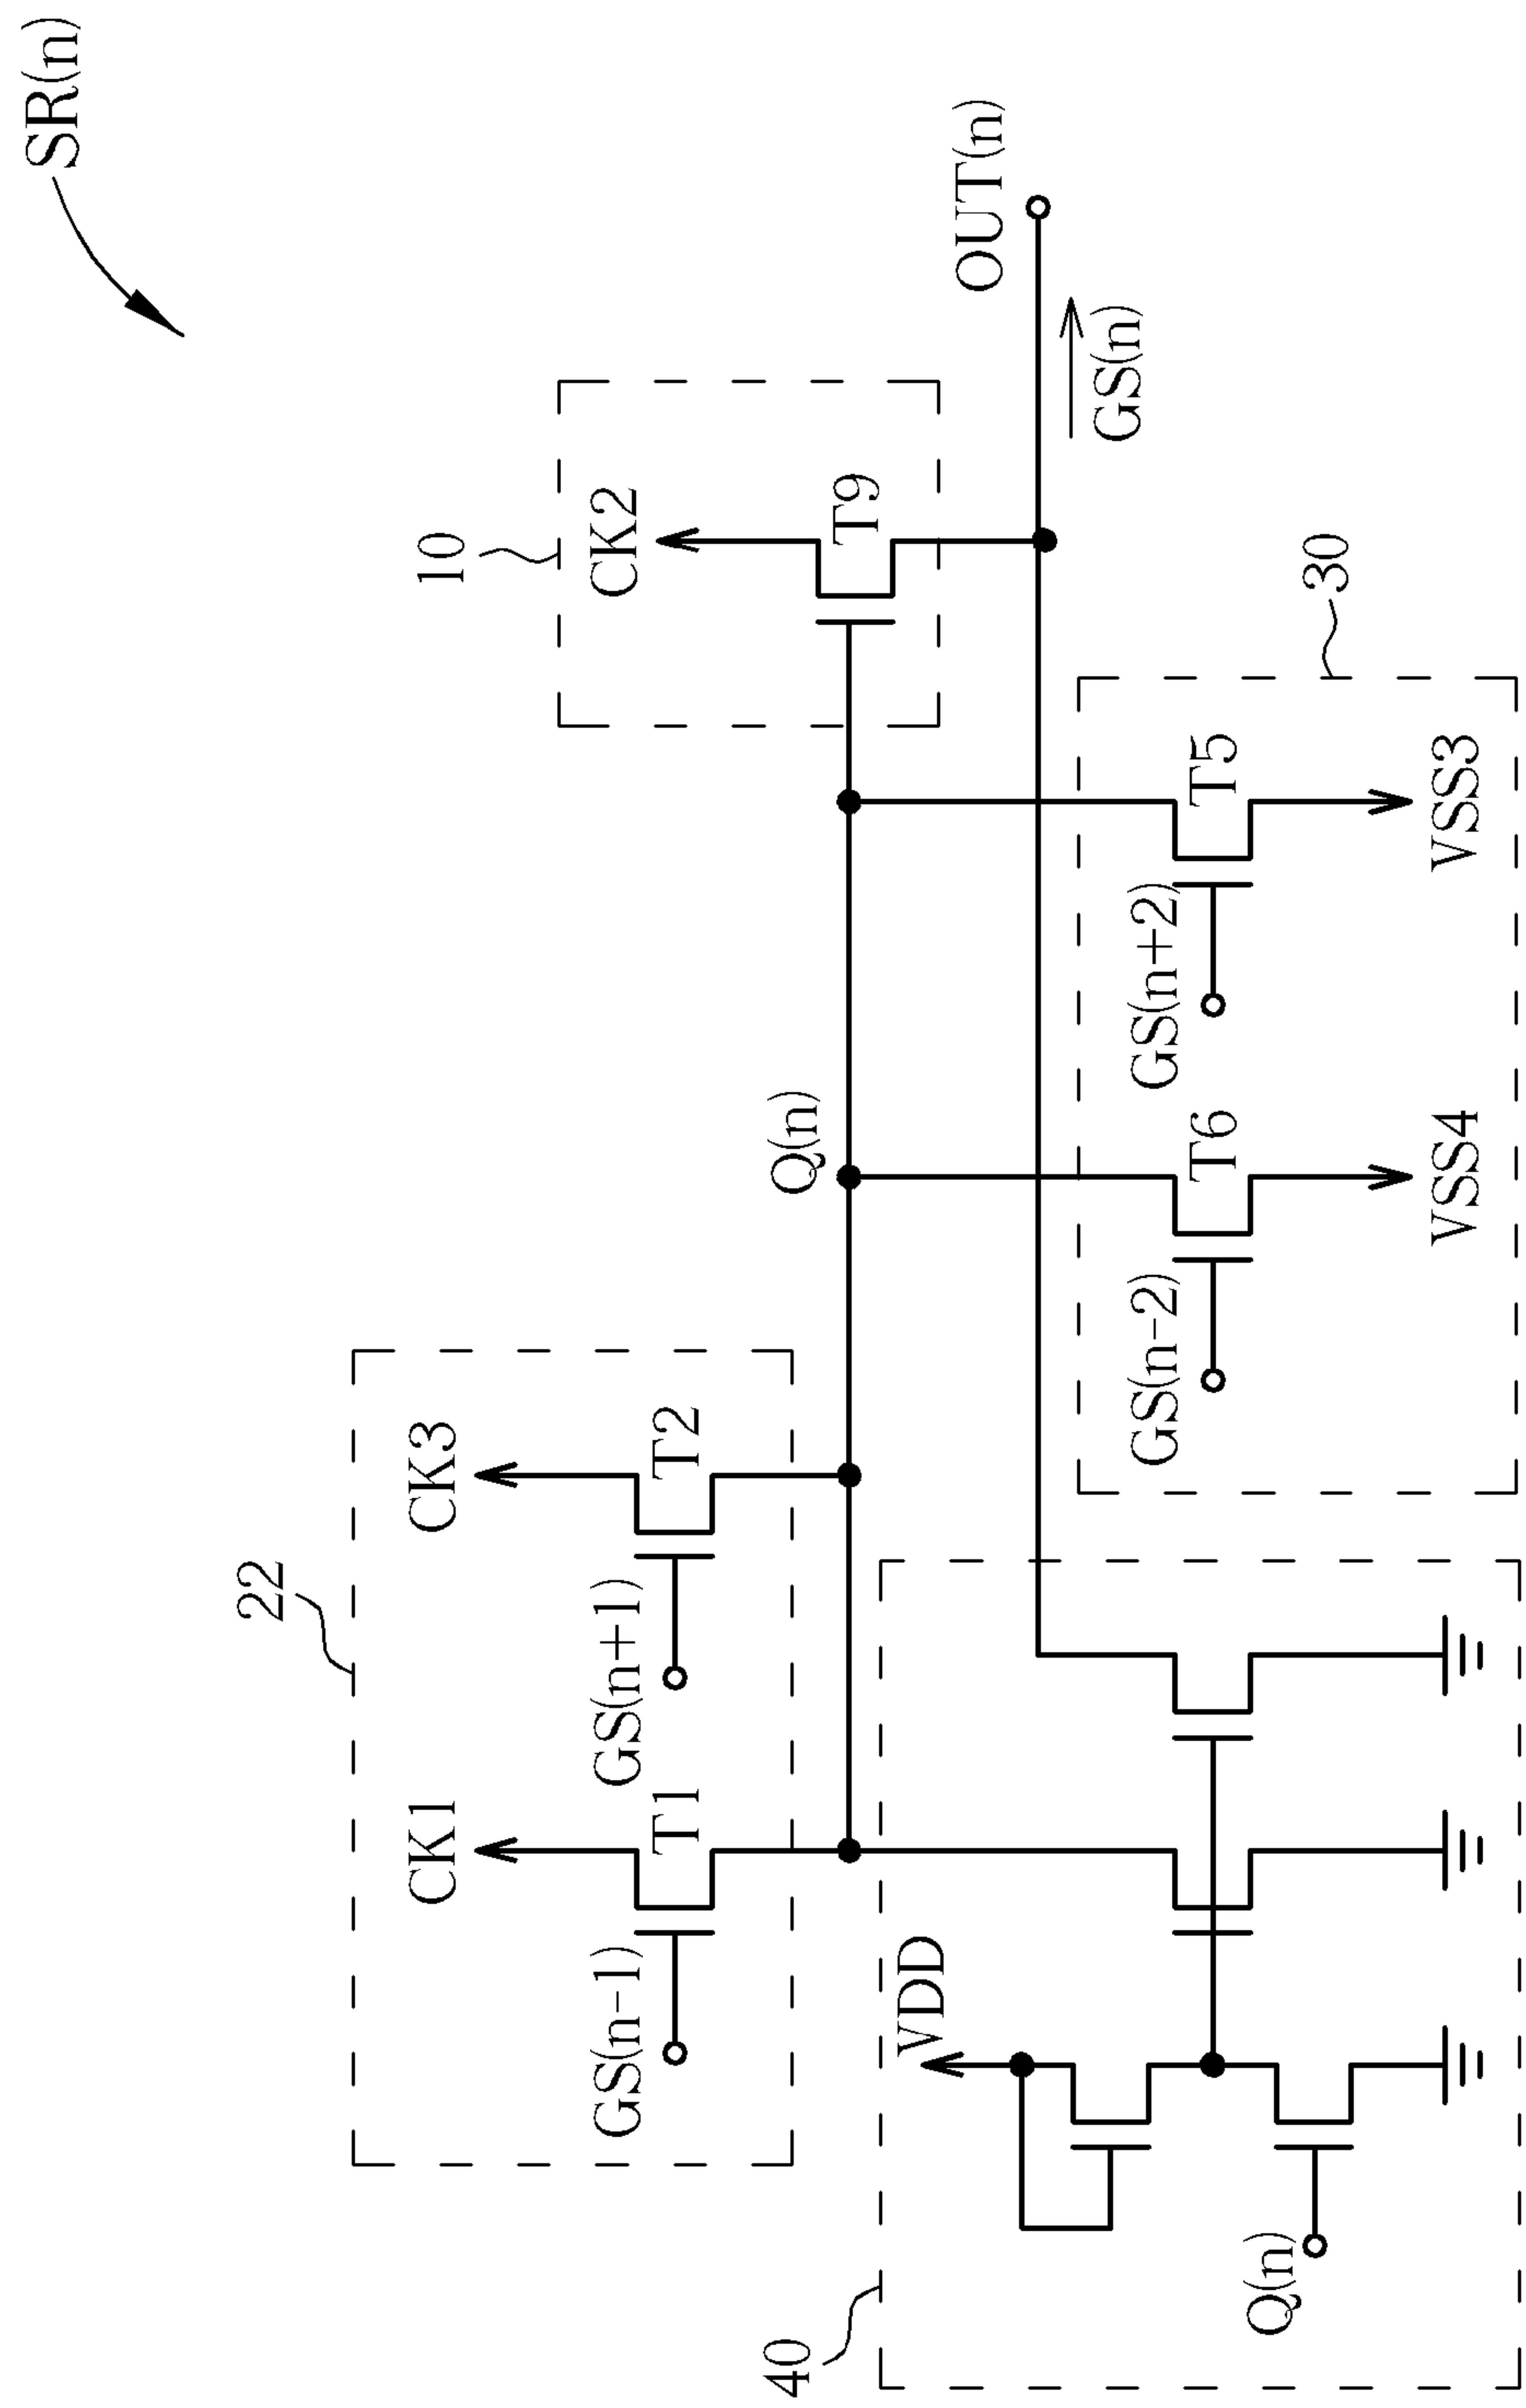 SR(n)
10
CK2
T9
OUT(n)
GS(n)
22
CK1
CK3
GS(n-1)
T1
GS(n+1)
T2
Q(n)
30
GS(n-2)
T6
GS(n+2)
T5
VSS4
VSS3
40
VDD
Q(n)